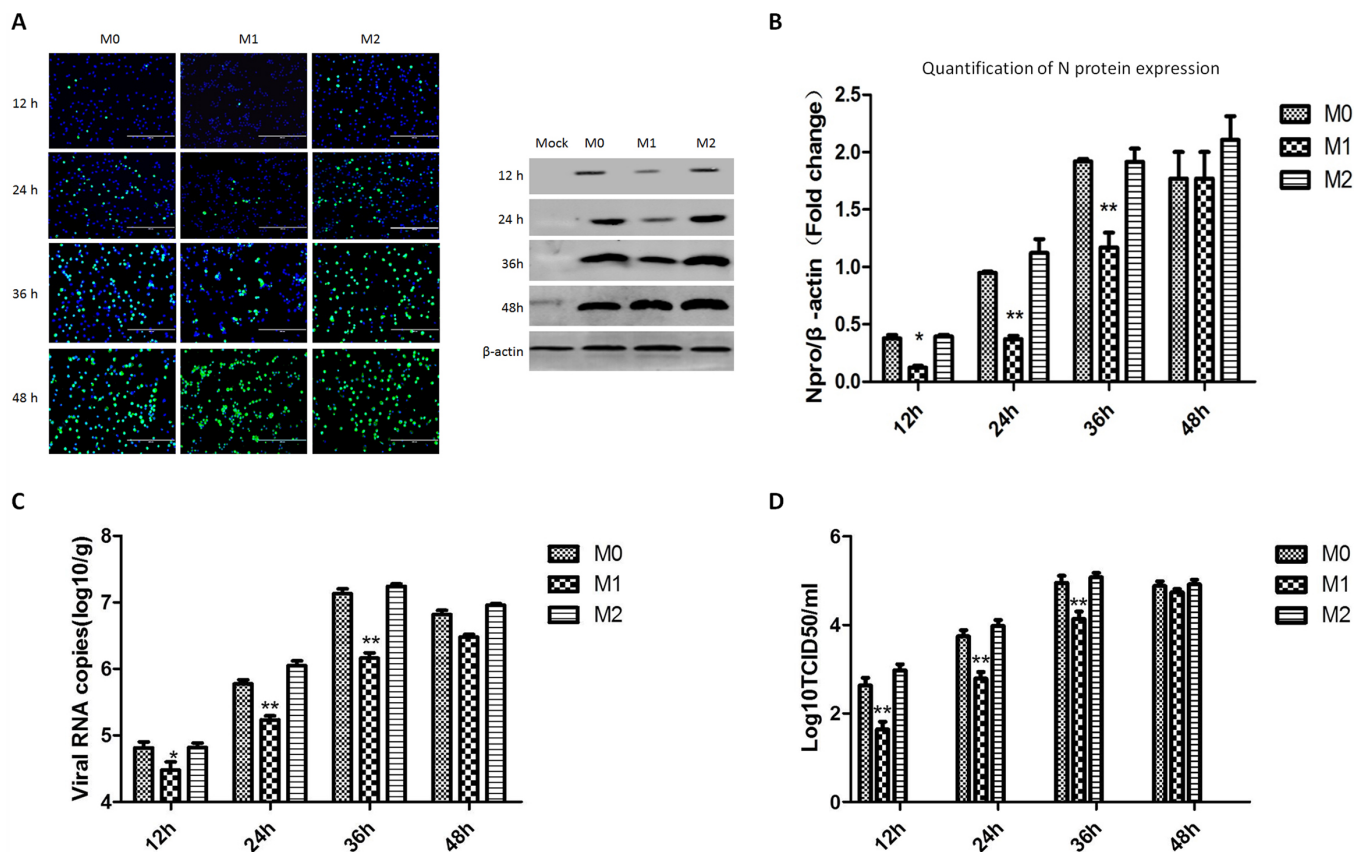 A
M0 M1 M2
12 h
24 h
36 h
48 h
Mock M0 M1 M2
12 h
24 h
36h
48h
β-actin
B
Quantification of N protein expression
Npro/β -actin（Fold change）
2.5
2.0
1.5
1.0
0.5
0.0
* ** **
12h 24h 36h 48h
M0
M1
M2
C
Viral RNA copies(log10/g)
8
7
6
5
4
* ** **
12h 24h 36h 48h
M0
M1
M2
D
Log10TCID50/ml
6
4
2
0
** ** **
12h 24h 36h 48h
M0
M1
M2